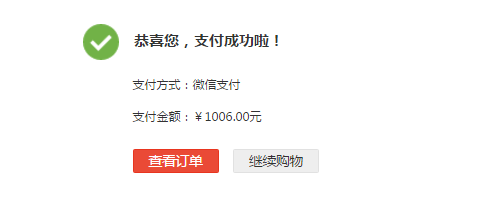 恭喜您，支付成功啦！
支付方式：微信支付
支付金额：￥1006.00元
查看订单 继续购物